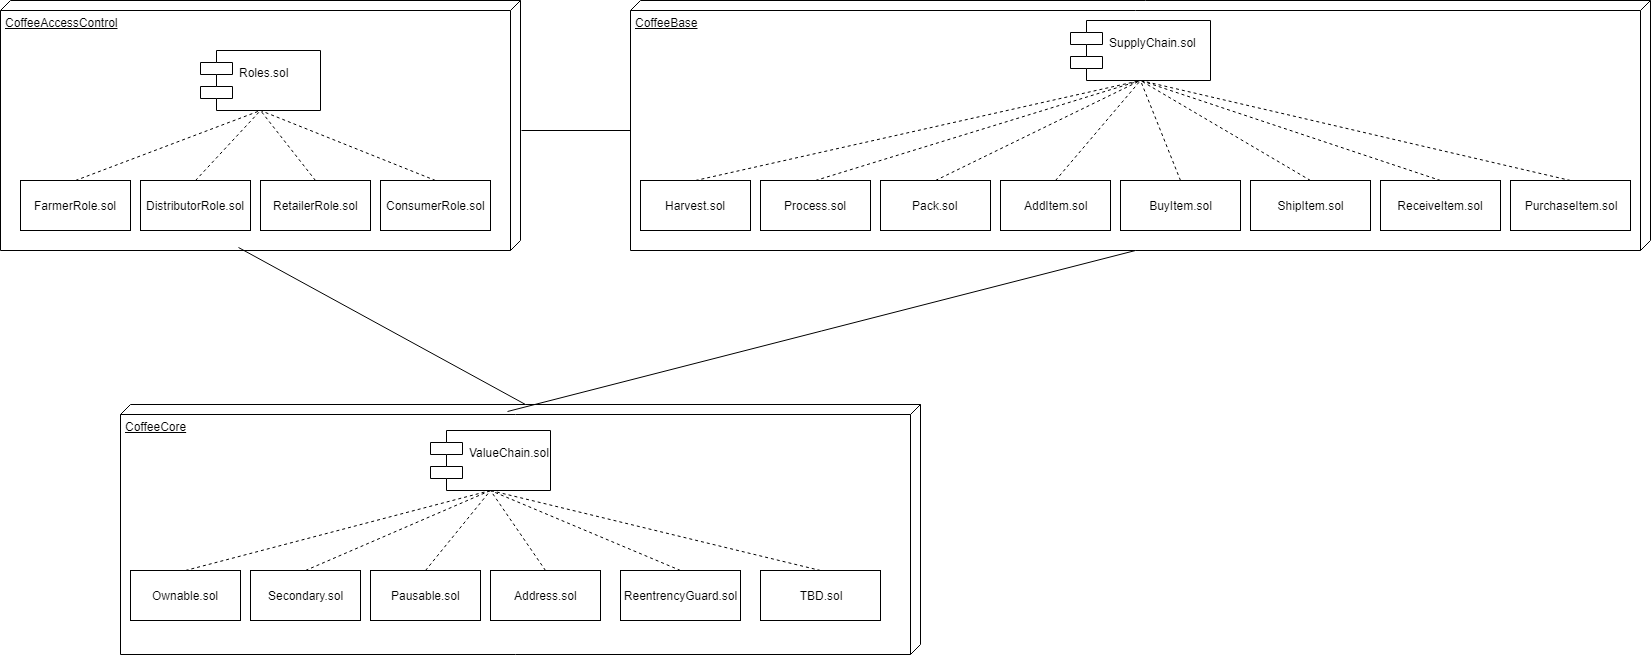 CoffeeAccessControl
Roles.sol
FarmerRole.sol
DistributorRole.sol
RetailerRole.sol
ConsumerRole.sol
CoffeeBase
SupplyChain.sol
Harvest.sol
Process.sol
Pack.sol
AddItem.sol
BuyItem.sol
ShipItem.sol
ReceiveItem.sol
PurchaseItem.sol
CoffeeCore
ValueChain.sol
Ownable.sol
Secondary.sol
Pausable.sol
Address.sol
ReentrencyGuard.sol
TBD.sol